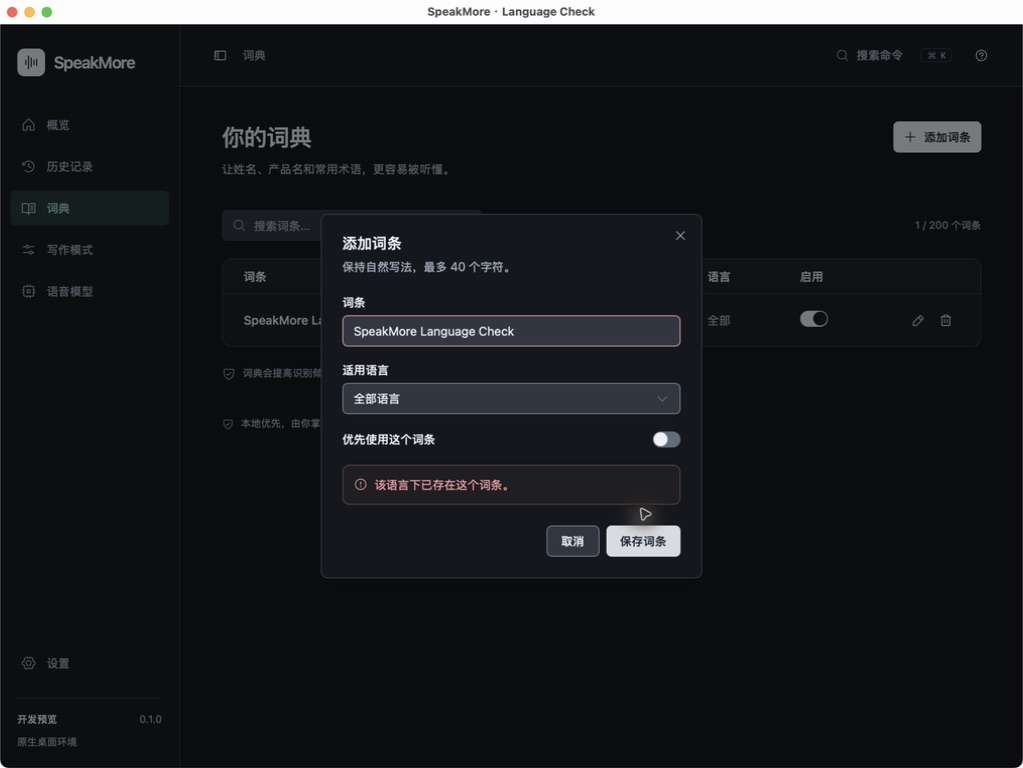 SpeakMore · Language Check
SpeakMore
词典
搜索命令
⌘ K
概览
历史记录
词典
写作模式
语音模型
你的词典
让姓名、产品名和常用术语，更容易被听懂。
添加词条
搜索词条...
1 / 200 个词条
词条
语言
启用
SpeakMore
全部
词典会提高识别
本地优先，由你掌
添加词条
保持自然写法，最多 40 个字符。
词条
SpeakMore Language Check
适用语言
全部语言
优先使用这个词条
该语言下已存在这个词条。
取消
保存词条
设置
开发预览
0.1.0
原生桌面环境